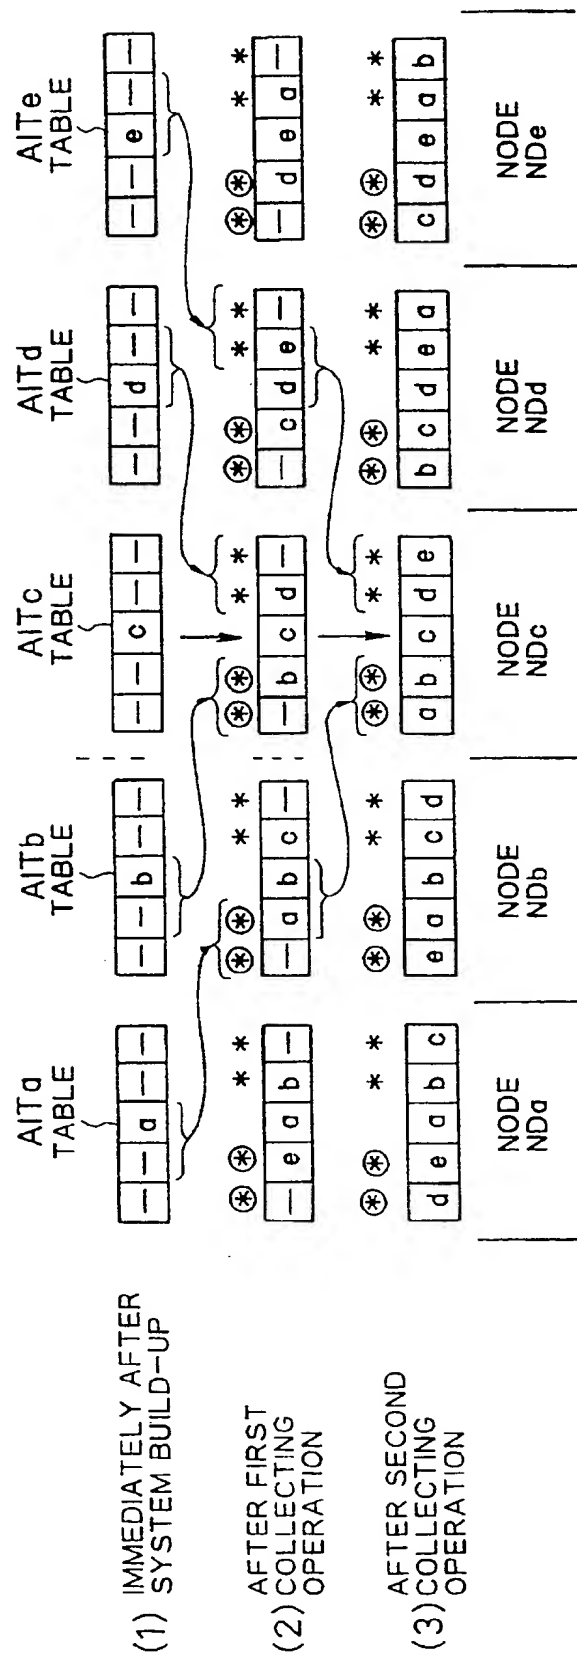 AITa
TABLE
AITb
TABLE
AITc
TABLE
AITd
TABLE
AITe
TABLE
(1) IMMEDIATELY AFTER
SYSTEM BUILD-UP
— — a — —
— — b — —
— — c — —
— — d — —
— — e — —
AFTER FIRST
(2) COLLECTING
OPERATION
⊛ ⊛ * *
— e a b —
⊛ ⊛ * *
— a b c —
⊛ ⊛ * *
— b c d —
⊛ ⊛ * *
— c d e —
⊛ ⊛ * *
— d e a —
AFTER SECOND
(3) COLLECTING
OPERATION
⊛ ⊛ * *
d e a b c
⊛ ⊛ * *
e a b c d
⊛ ⊛ * *
a b c d e
⊛ ⊛ * *
b c d e a
⊛ ⊛ * *
c d e a b
NODE
NDa
NODE
NDb
NODE
NDc
NODE
NDd
NODE
NDe